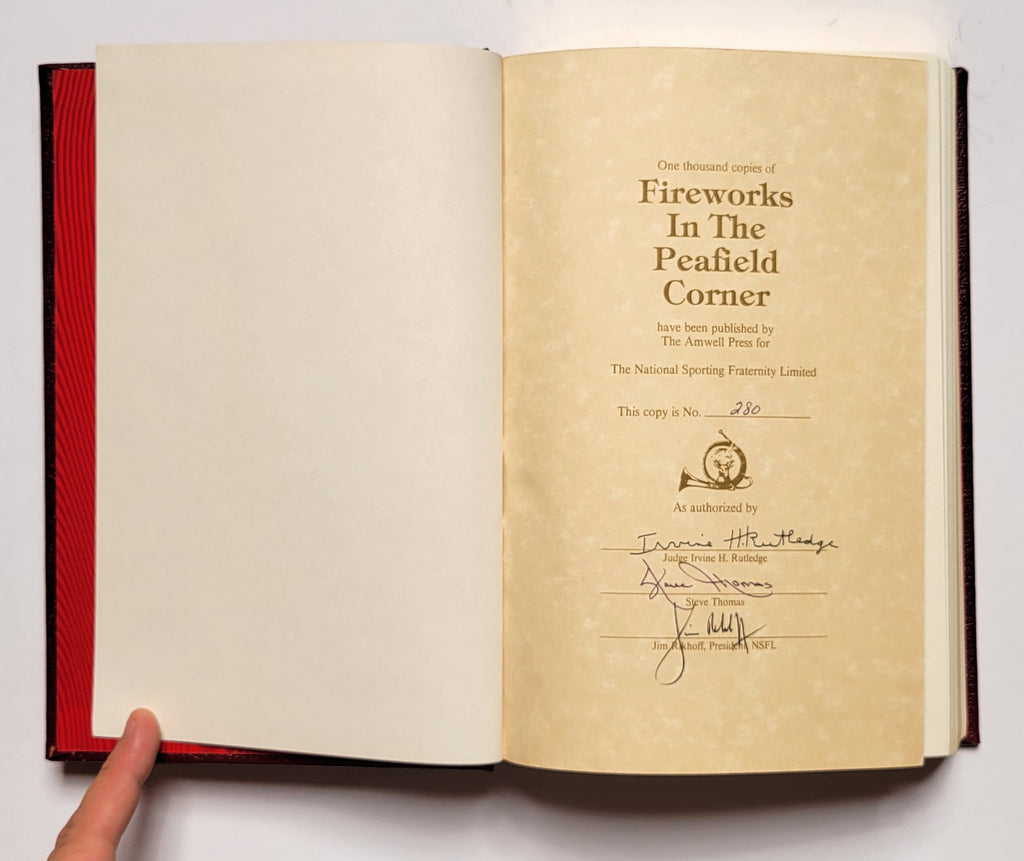 One thousand copies of
Fireworks
In The
Peafield
Corner
have been published by
The Amwell Press for
The National Sporting Fraternity Limited
This copy is No. 280
As authorized by
Irvine H. Rutledge
Judge Irvine H. Rutledge
Steve Thomas
Steve Thomas
Jim Rikhoff
Jim Rikhoff, President, NSFL